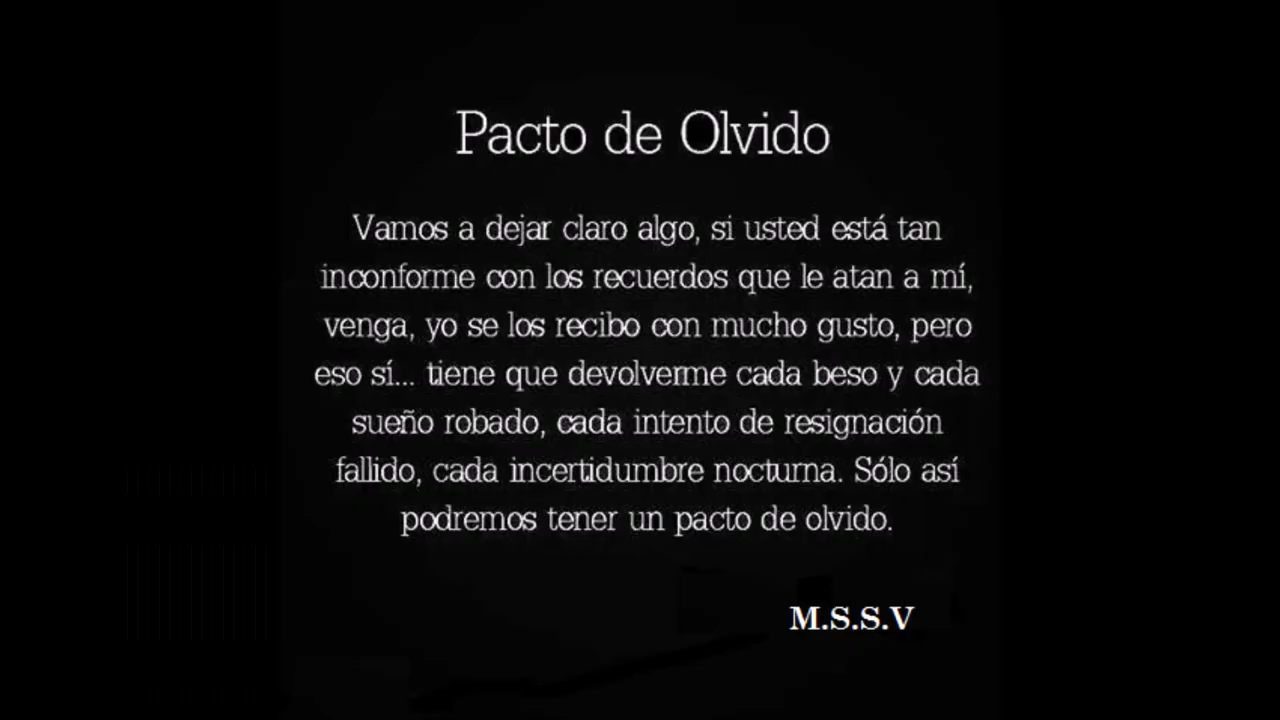 Pacto de Olvido
Vamos a dejar claro algo, si usted está tan
inconforme con los recuerdos que le atan a mí,
venga, yo se los recibo con mucho gusto, pero
eso sí... tiene que devolverme cada beso y cada
sueño robado, cada intento de resignación
fallido, cada incertidumbre nocturna. Sólo así
podremos tener un pacto de olvido.
M.S.S.V